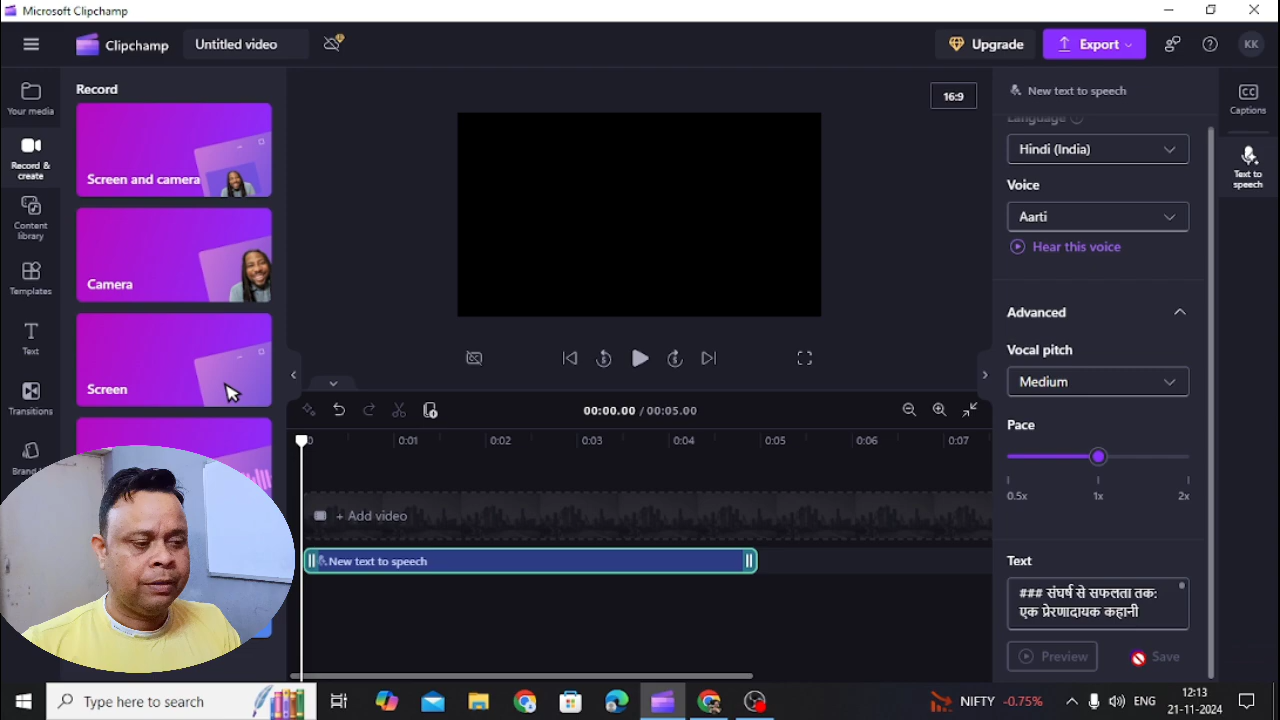 Microsoft Clipchamp
Clipchamp
Untitled video
Upgrade
Export
KK
Your media
Record & create
Content library
Templates
Text
Transitions
Record
Screen and camera
Camera
Screen
16:9
00:00.00 / 00:05.00
0
0:01
0:02
0:03
0:04
0:05
0:06
0:07
+ Add video
New text to speech
New text to speech
Language
Hindi (India)
Voice
Aarti
Hear this voice
Advanced
Vocal pitch
Medium
Pace
0.5x
1x
2x
Text
### संघर्ष से सफलता तक:
एक प्रेरणादायक कहानी
Preview
Save
CC
Captions
Text to speech
Type here to search
NIFTY -0.75%
ENG
12:13
21-11-2024